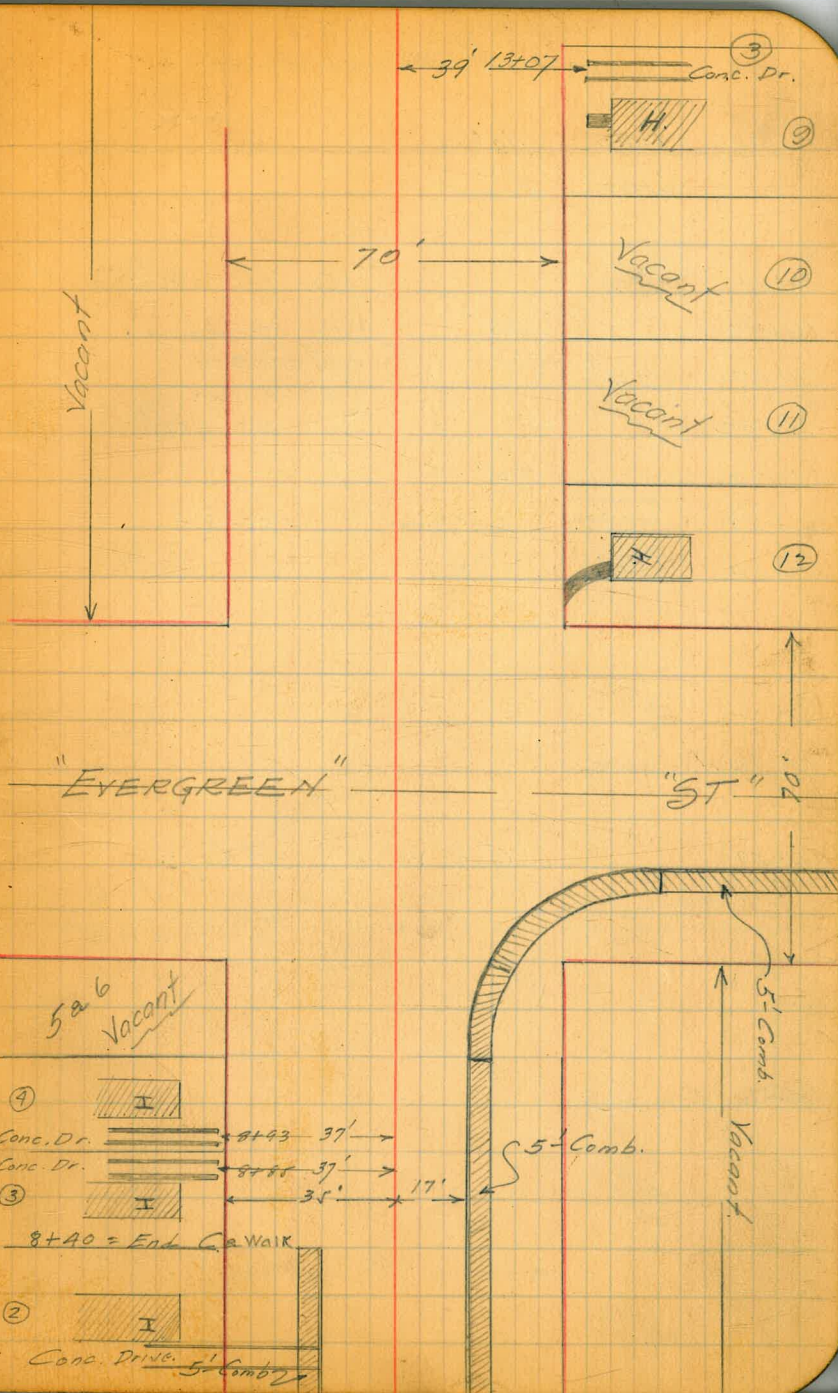 3
39' 13+07
Conc. Dr.
H.
9
70'
Vacant
10
Vacant
Vacant
11
H.
12
"EVERGREEN" "ST" 70'
5 & 6
Vacant
5' Comb.
4
H
Conc. Dr. 8+93 37'
Conc. Dr. 37'
3
H
35' 17'
5' Comb.
Vacant.
8+40 = End C & Walk
2
H
Conc. Drive.
5' Comb